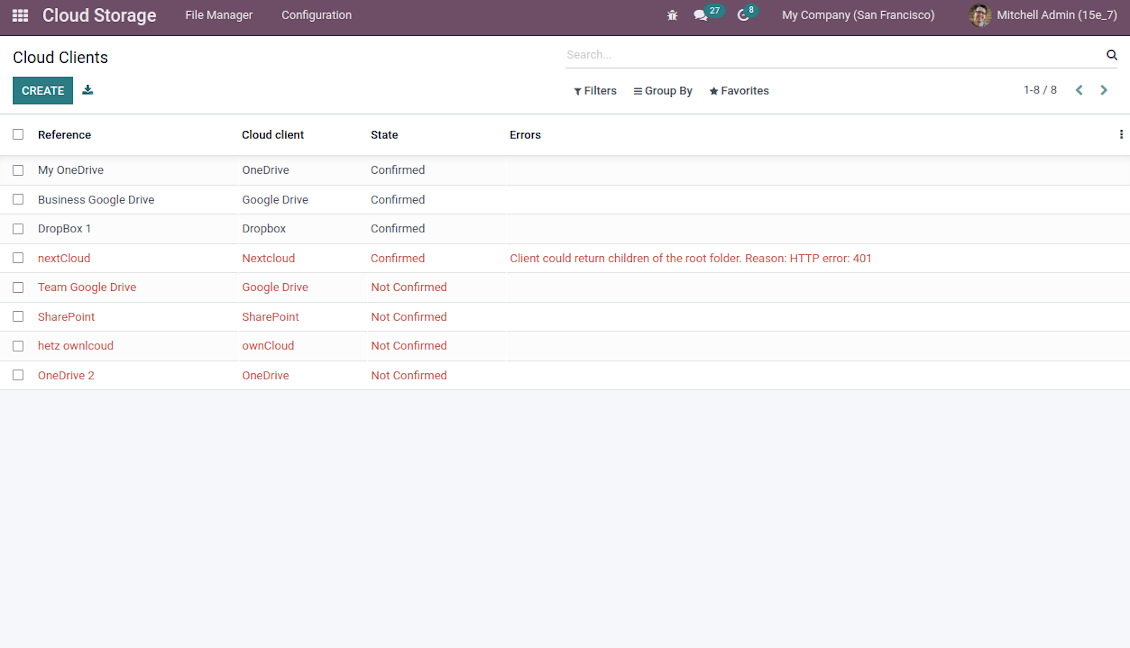 Cloud Storage File Manager Configuration 27 8 My Company (San Francisco) Mitchell Admin (15e_7)
Cloud Clients Search...
CREATE Filters Group By Favorites 1-8 / 8
Reference Cloud client State Errors
My OneDrive OneDrive Confirmed
Business Google Drive Google Drive Confirmed
DropBox 1 Dropbox Confirmed
nextCloud Nextcloud Confirmed Client could return children of the root folder. Reason: HTTP error: 401
Team Google Drive Google Drive Not Confirmed
SharePoint SharePoint Not Confirmed
hetz ownlcoud ownCloud Not Confirmed
OneDrive 2 OneDrive Not Confirmed